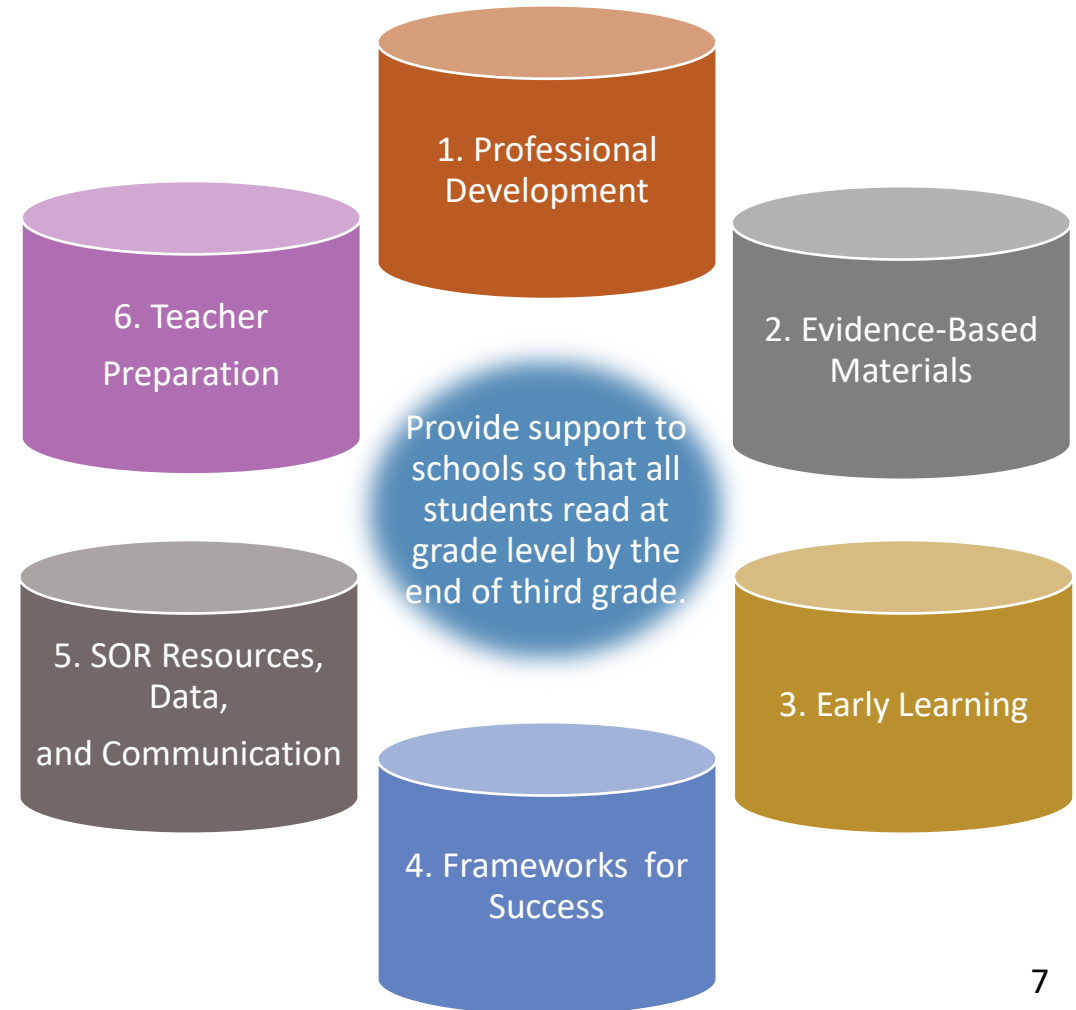 1. Professional
Development
2. Evidence-Based
Materials
3. Early Learning
4. Frameworks for
Success
5. SOR Resources,
Data,
and Communication
6. Teacher
Preparation
Provide support to
schools so that all
students read at
grade level by the
end of third grade.
7